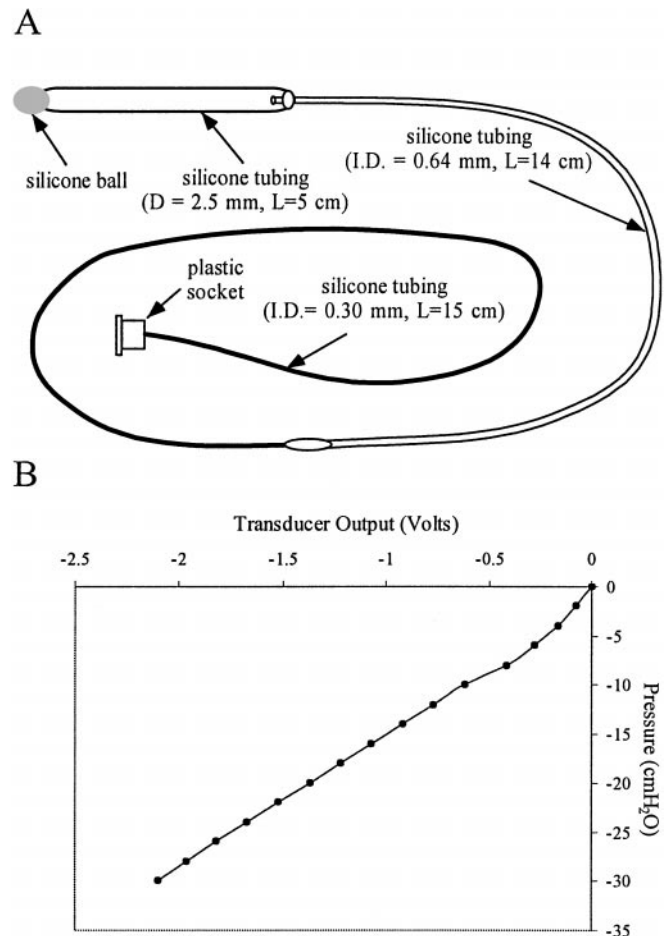 A
silicone ball
silicone tubing
(D = 2.5 mm, L=5 cm)
silicone tubing
(I.D. = 0.64 mm, L=14 cm)
plastic
socket
silicone tubing
(I.D.= 0.30 mm, L=15 cm)
B
Transducer Output (Volts)
-2.5 -2 -1.5 -1 -0.5 0
0
-5
-10
-15
-20
-25
-30
-35
Pressure (cmH2O)